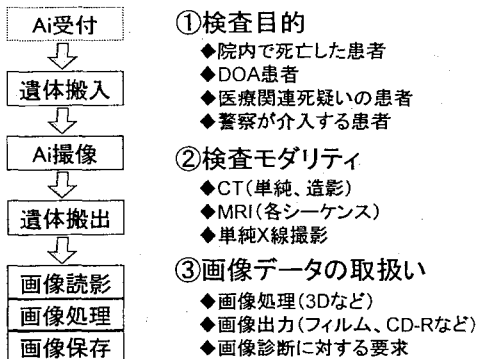 Ai受付
遺体搬入
Ai撮像
遺体搬出
画像読影
画像処理
画像保存
①検査目的
◆院内で死亡した患者
◆DOA患者
◆医療関連死疑いの患者
◆警察が介入する患者
②検査モダリティ
◆CT(単純、造影)
◆MRI(各シーケンス)
◆単純X線撮影
③画像データの取扱い
◆画像処理(3Dなど)
◆画像出力(フィルム、CD-Rなど)
◆画像診断に対する要求